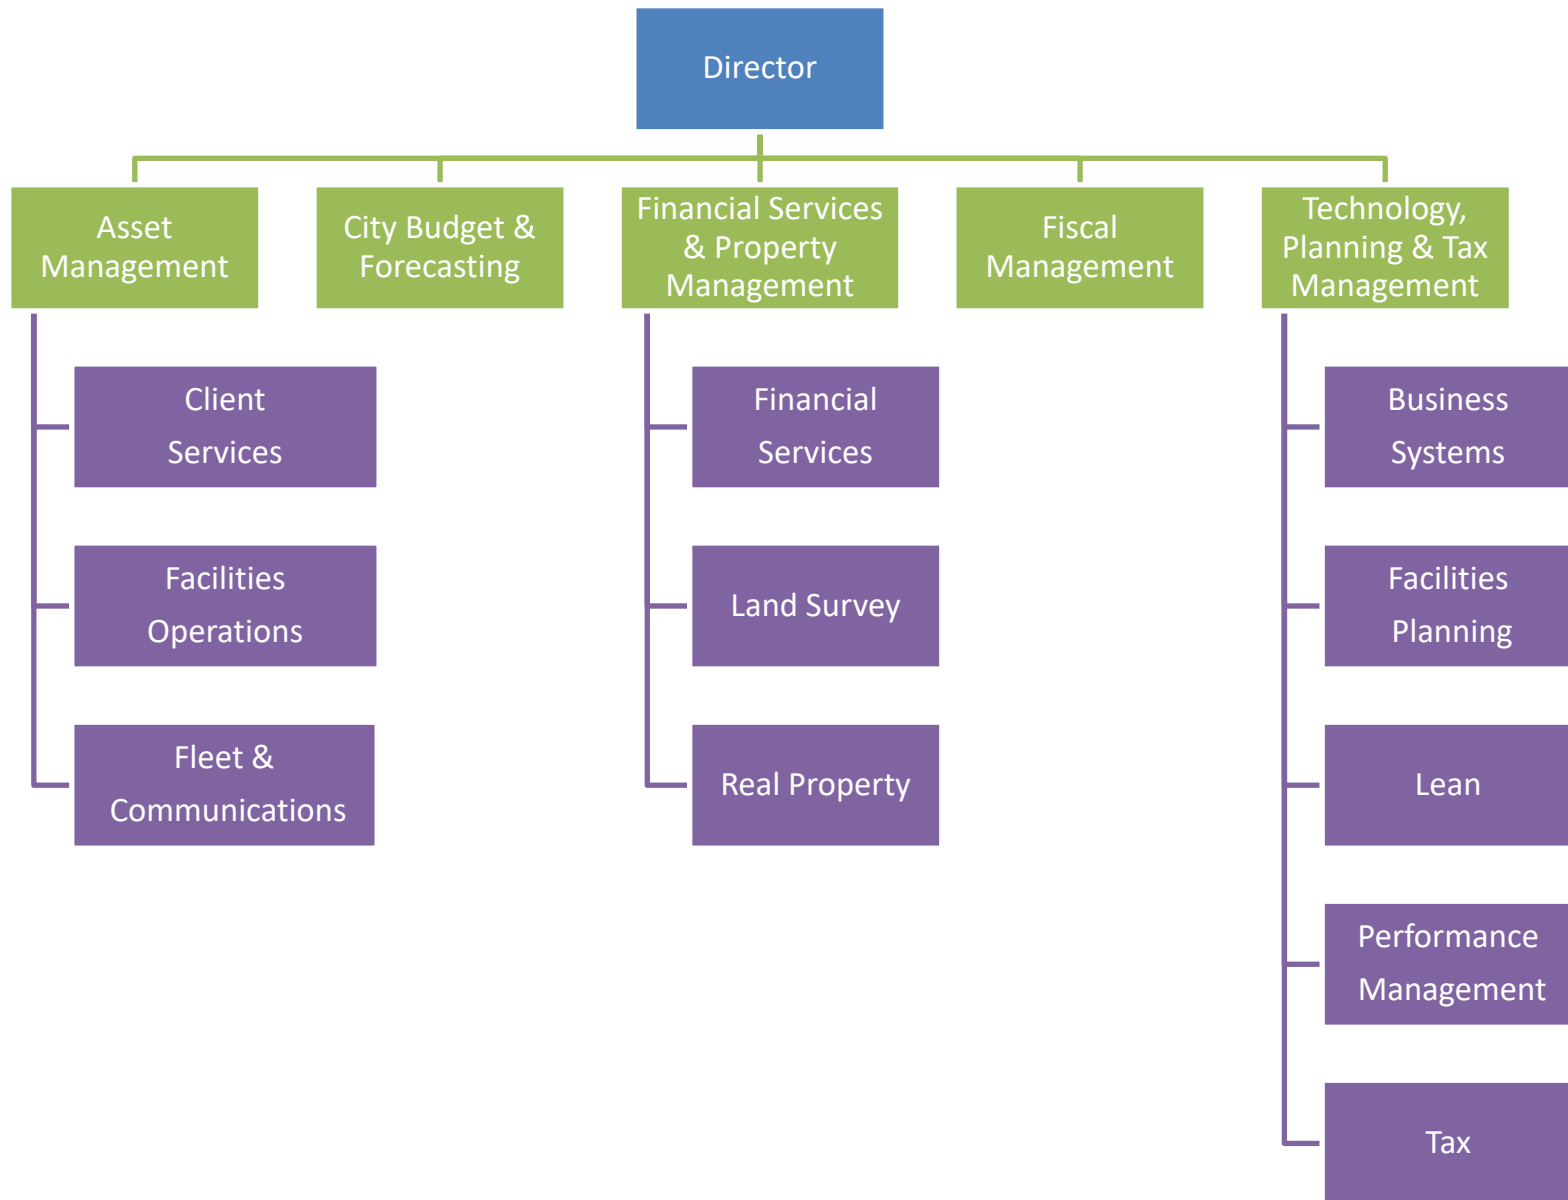 Director
Asset
Management
City Budget &
Forecasting
Financial Services
& Property
Management
Fiscal
Management
Technology,
Planning & Tax
Management
Client
Services
Facilities
Operations
Fleet &
Communications
Financial
Services
Land Survey
Real Property
Business
Systems
Facilities
Planning
Lean
Performance
Management
Tax